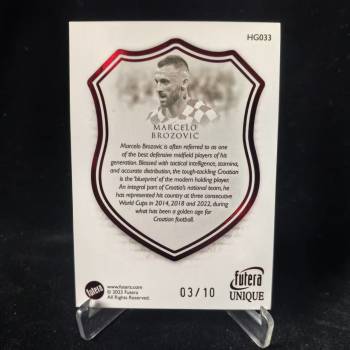 HG033
MARCELO
BROZOVIĆ
Marcelo Brozovic is often referred to as one
of the best defensive midfield players of his
generation. Blessed with tactical intelligence, stamina,
and accurate distribution, the tough-tackling Croatian
is the 'blueprint' of the modern holding player.
An integral part of Croatia's national team, he
has represented his country at three consecutive
World Cups in 2014, 2018 and 2022, during
what has been a golden age for
Croatian football.
futera
www.futera.com
© 2023 Futera
All Rights Reserved.
03/10
futera
UNIQUE